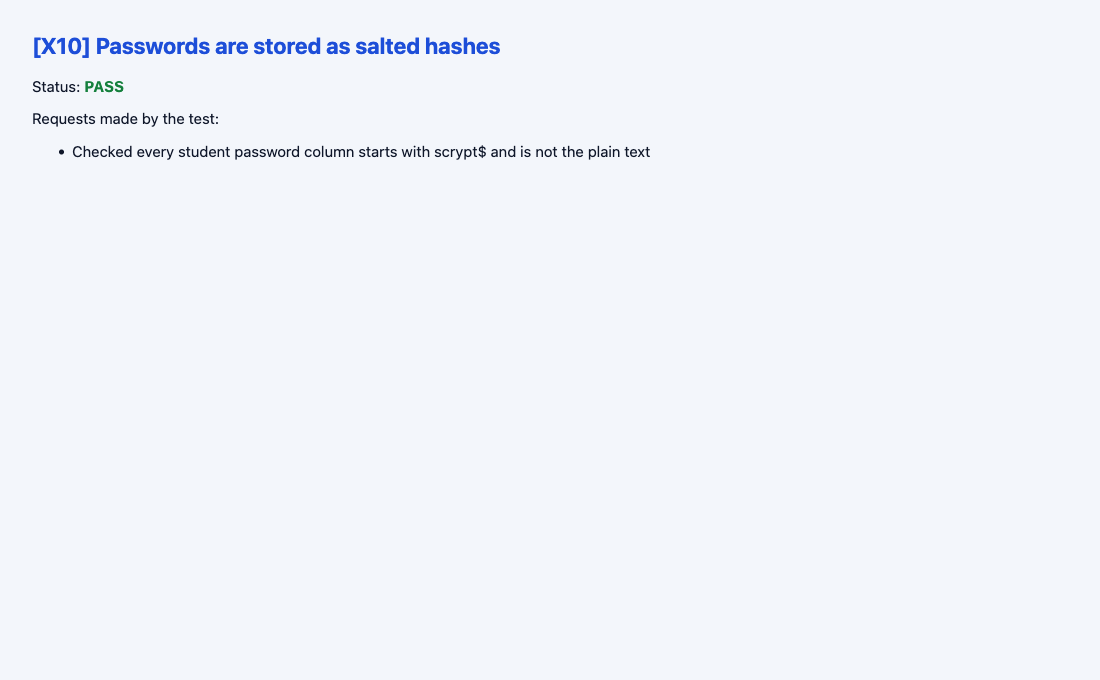 [X10] Passwords are stored as salted hashes
Status: PASS
Requests made by the test:
• Checked every student password column starts with scrypt$ and is not the plain text